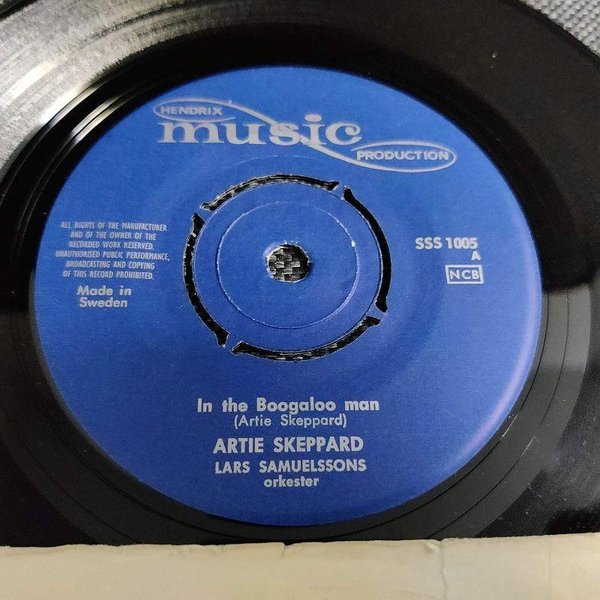 HENDRIX
music
PRODUCTION
ALL RIGHTS OF THE MANUFACTURER
AND OF THE OWNER OF THE
RECORDED WORK RESERVED.
UNAUTHORISED PUBLIC PERFORMANCE,
BROADCASTING AND COPYING
OF THIS RECORD PROHIBITED.
Made in
Sweden
SSS 1005
A
NCB
In the Boogaloo man
(Artie Skeppard)
ARTIE SKEPPARD
LARS SAMUELSSONS
orkester